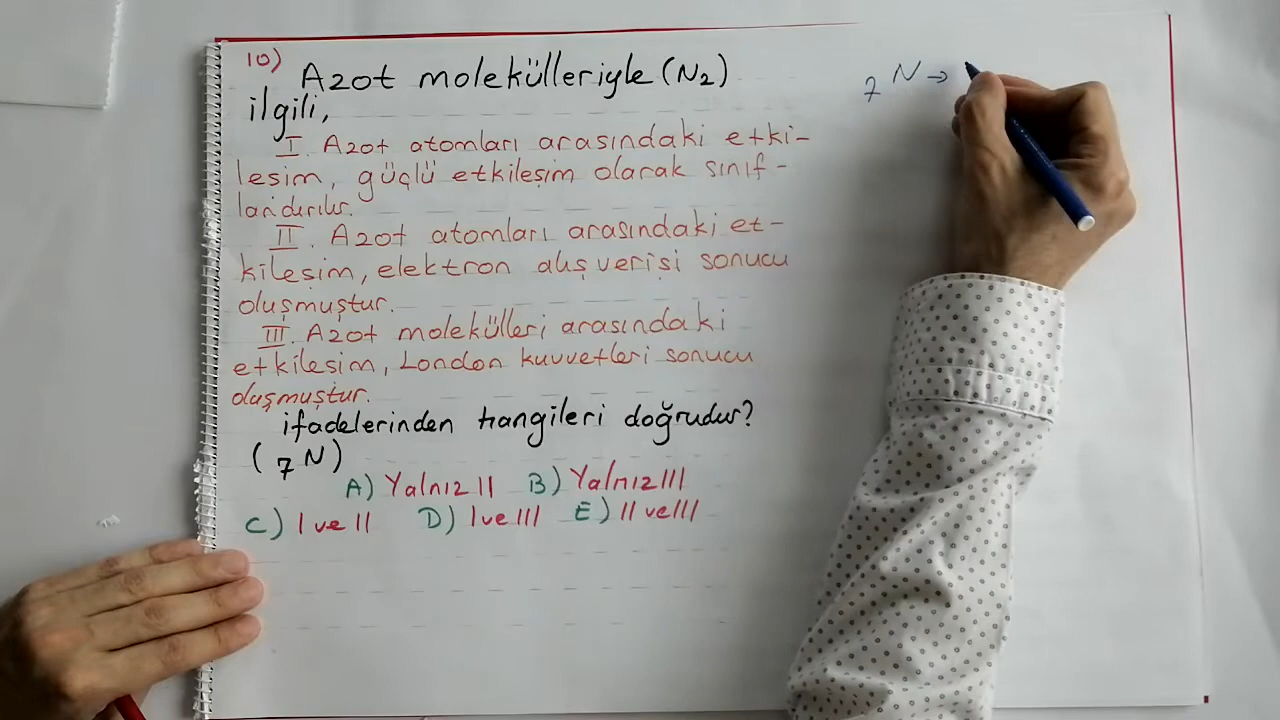 10) Azot molekülleriyle (N2)
ilgili,
I. Azot atomları arasındaki etki-
leşim, güçlü etkileşim olarak sınıf-
landırılır.
II. Azot atomları arasındaki et-
kileşim, elektron alış verişi sonucu
oluşmuştur.
III. Azot molekülleri arasındaki
etkileşim, London kuvvetleri sonucu
oluşmuştur.
ifadelerinden hangileri doğrudur?
(7N)
A) Yalnız II B) Yalnız III
C) I ve II D) I ve III E) II ve III
7N→